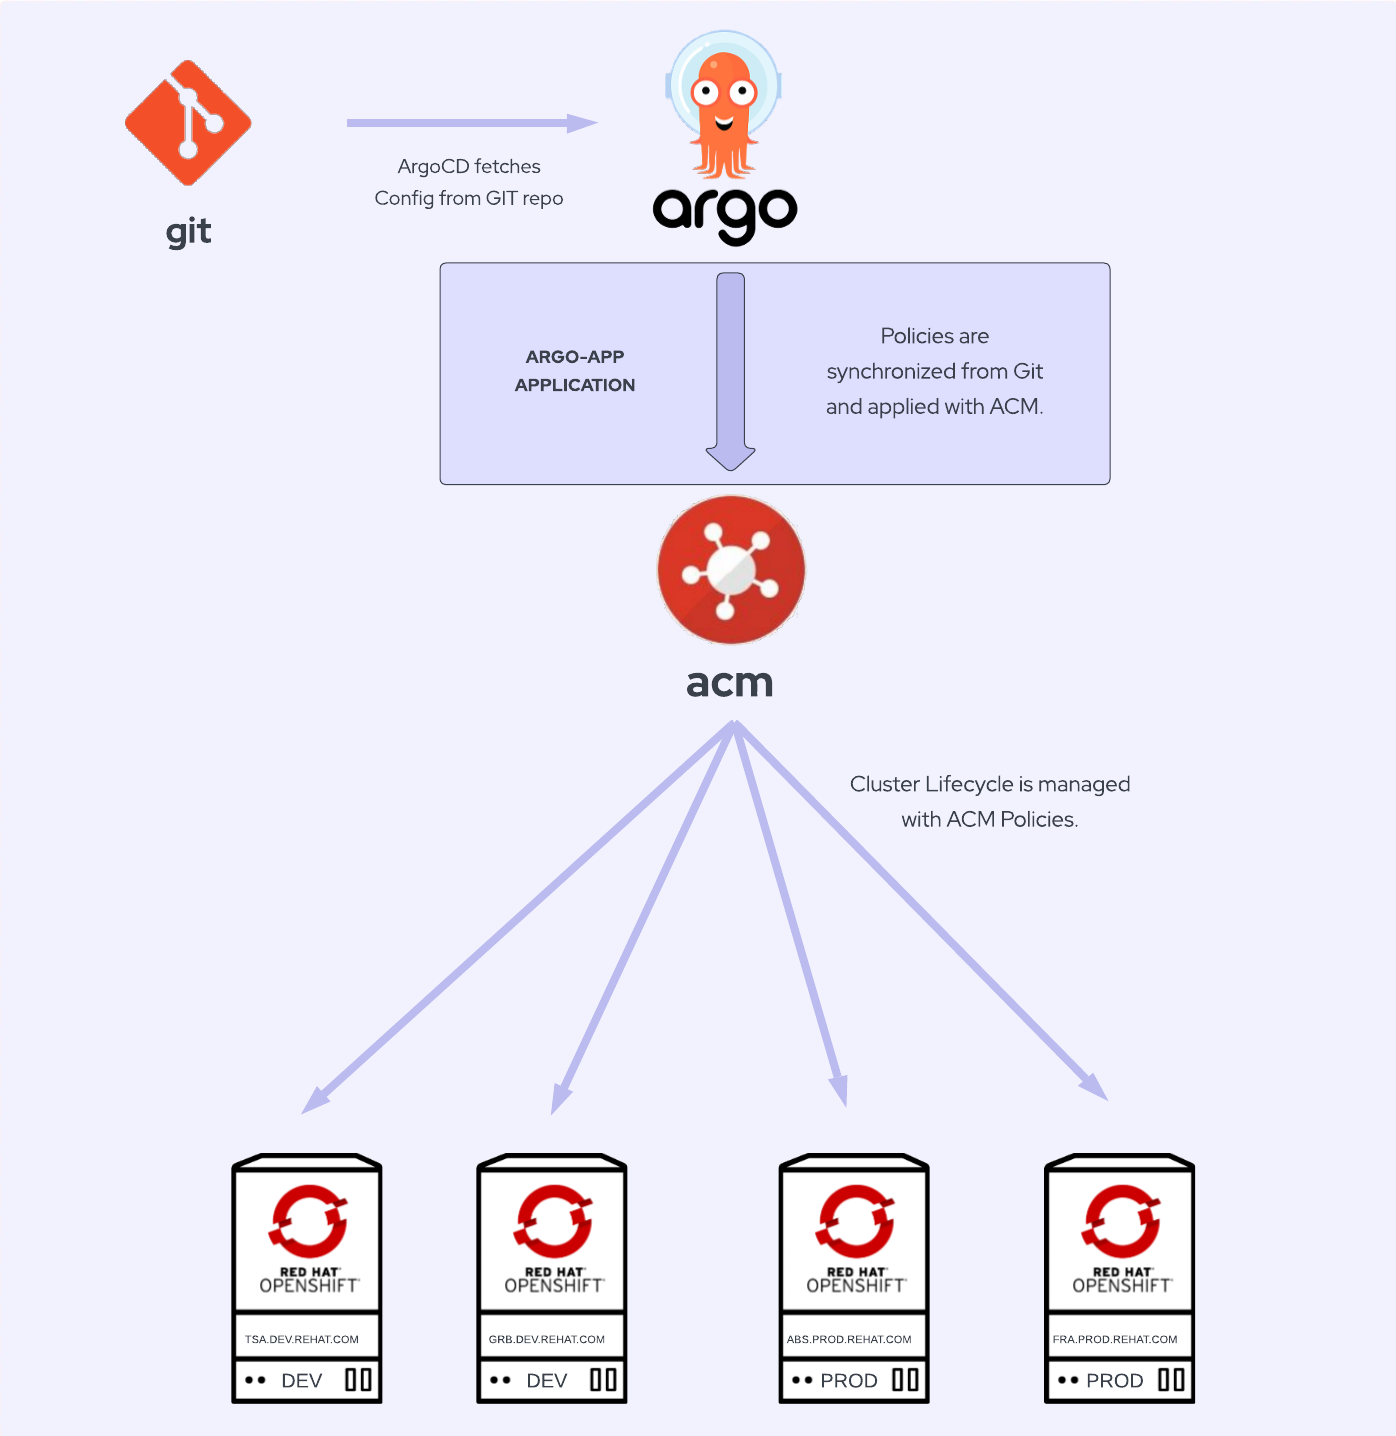 git
ArgoCD fetches
Config from GIT repo
argo
ARGO-APP
APPLICATION
Policies are
synchronized from Git
and applied with ACM.
acm
Cluster Lifecycle is managed
with ACM Policies.
RED HAT
OPENSHIFT
TSA.DEV.REHAT.COM
DEV
RED HAT
OPENSHIFT
GRB.DEV.REHAT.COM
DEV
RED HAT
OPENSHIFT
ABS.PROD.REHAT.COM
PROD
RED HAT
OPENSHIFT
FRA.PROD.REHAT.COM
PROD